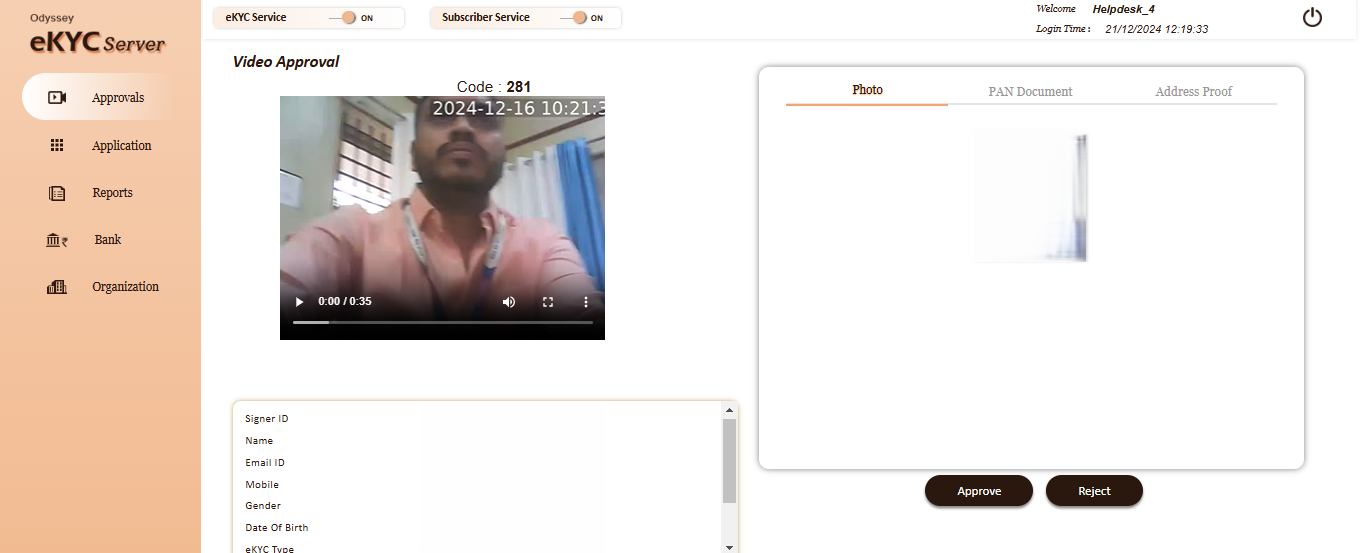 Odyssey
eKYC Server
eKYC Service ON
Subscriber Service ON
Welcome Helpdesk_4
Login Time : 21/12/2024 12:19:33
Approvals
Application
Reports
Bank
Organization
Video Approval
Code : 281
2024-12-16 10:21:3
0:00 / 0:35
Signer ID
Name
Email ID
Mobile
Gender
Date Of Birth
eKYC Type
Photo PAN Document Address Proof
Approve Reject